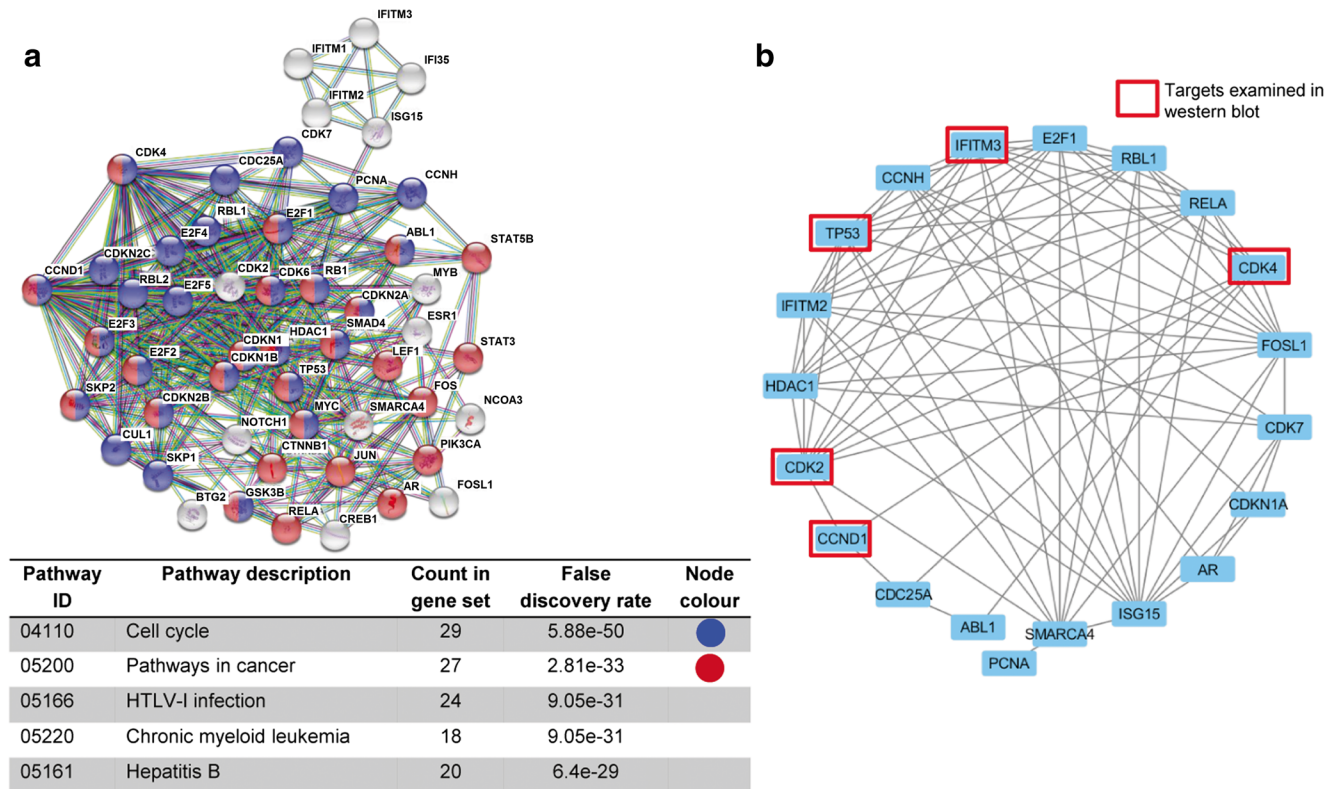 a
IFITM3
IFITM1
IFI35
IFITM2
ISG15
CDK7
CDK4
CDC25A
PCNA
CCNH
RBL1
E2F1
E2F4
ABL1
STAT5B
CDKN2C
CDK2
CDK6
RB1
MYB
CCND1
RBL2
E2F5
CDKN2A
ESR1
E2F3
HDAC1
SMAD4
CDKN1
STAT3
E2F2
CDKN1B
LEF1
TP53
SKP2
FOS
CDKN2B
MYC
SMARCA4
NCOA3
NOTCH1
CUL1
CTNNB1
PIK3CA
SKP1
JUN
BTG2
GSK3B
AR
FOSL1
RELA
CREB1
Pathway ID
Pathway description
Count in gene set
False discovery rate
Node colour
04110 Cell cycle 29 5.88e-50
05200 Pathways in cancer 27 2.81e-33
05166 HTLV-I infection 24 9.05e-31
05220 Chronic myeloid leukemia 18 9.05e-31
05161 Hepatitis B 20 6.4e-29
b
Targets examined in
western blot
E2F1
IFITM3
RBL1
CCNH
RELA
TP53
CDK4
IFITM2
FOSL1
HDAC1
CDK7
CDK2
CDKN1A
CCND1
AR
CDC25A
ISG15
ABL1
SMARCA4
PCNA